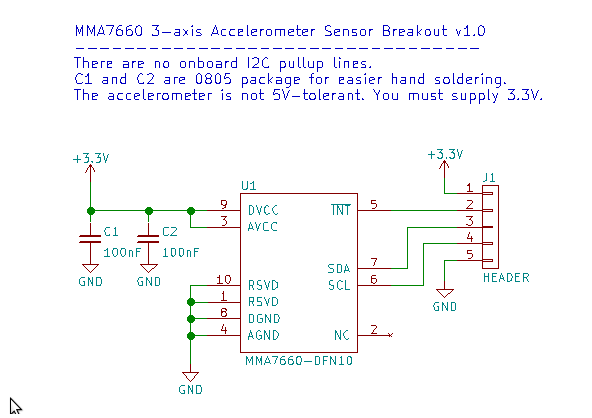 MMA7660 3-axis Accelerometer Sensor Breakout v1.0
------------------------------------
There are no onboard I2C pullup lines.
C1 and C2 are 0805 package for easier hand soldering.
The accelerometer is not 5V-tolerant. You must supply 3.3V.
+3.3V
+3.3V
U1
J1
9 DVCC
INT 5
3 AVCC
C1
100nF
C2
100nF
GND
GND
1
2
3
4
5
HEADER
SDA 7
SCL 6
10 RSVD
1 RSVD
8 DGND
4 AGND
NC 2
GND
MMA7660-DFN10
GND